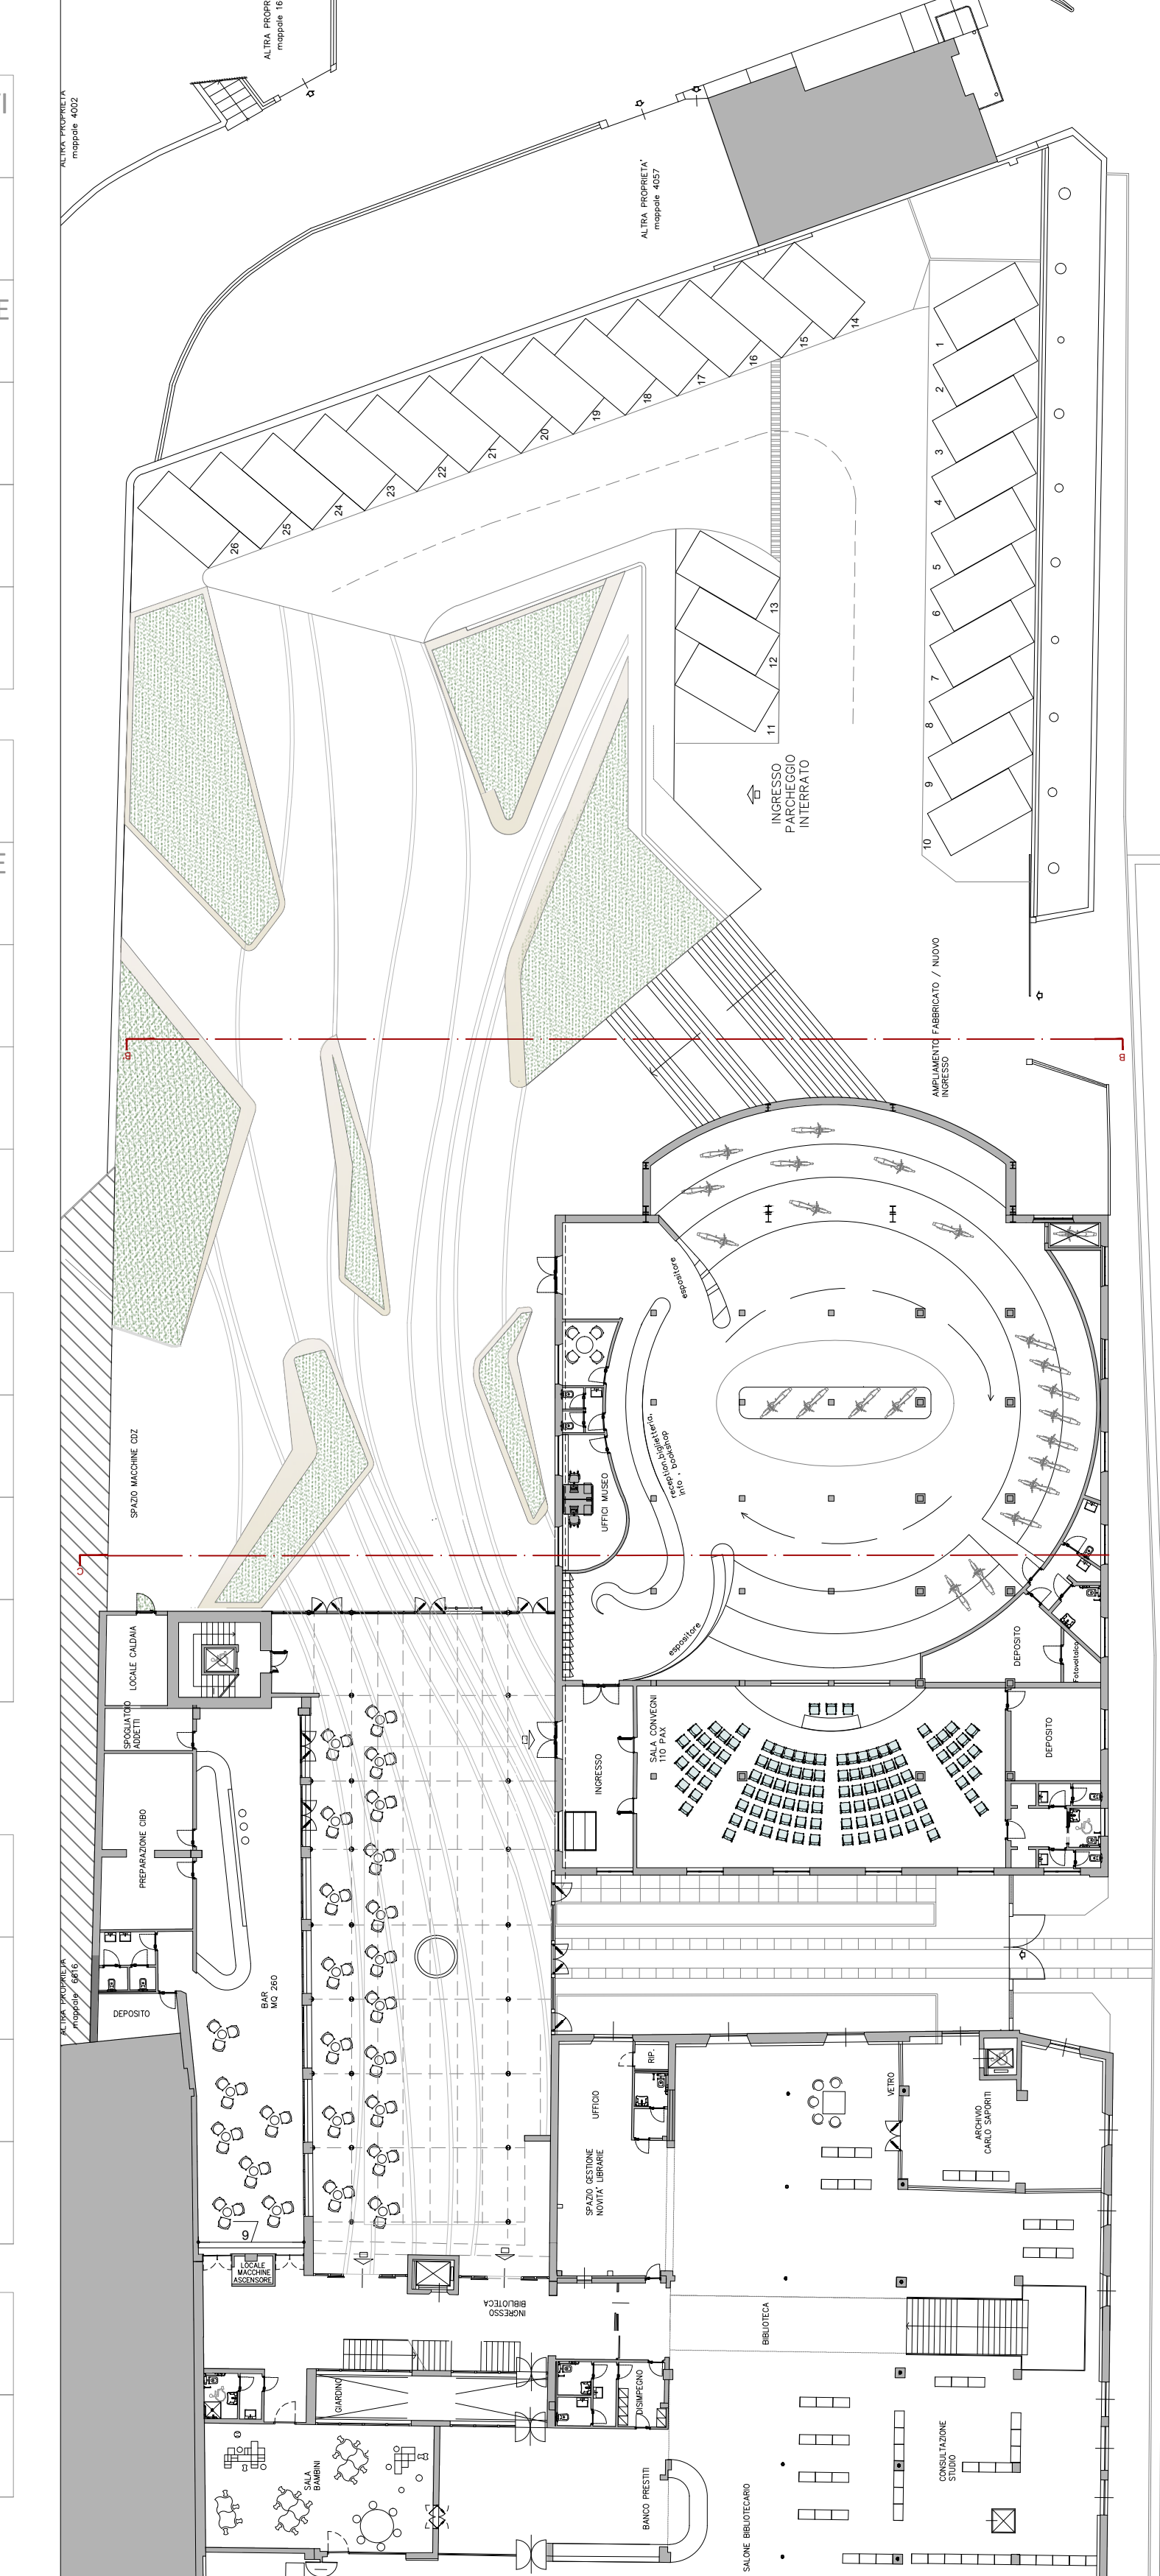 ALTRA PROPRIETA'
mappale 4002
ALTRA PROPR
mappale 16
ALTRA PROPRIETA'
mappale 4057
14
15
16
17
18
19
20
21
22
23
24
25
26
1
2
3
4
5
6
7
8
9
10
13
12
11
INGRESSO
PARCHEGGIO
INTERRATO
AMPLIAMENTO FABBRICATO / NUOVO
INGRESSO
B
B
espositore
SPAZIO MACCHINE CDZ
reception,biglietteria,
info , bookshop
UFFICI MUSEO
C
espositore
LOCALE CALDAIA
DEPOSITO
Fotovoltaico
SPOGLIATOIO
ADDETTI
SALA CONVEGNI
110 PAX
INGRESSO
DEPOSITO
PREPARAZIONE CIBO
ALTRA PROPRIETA'
mappale 6616
BAR
MQ 260
DEPOSITO
RIP.
UFFICIO
VETRO
ARCHIVIO
CARLO SAPORITI
SPAZIO GESTIONE
NOVITA' LIBRARIE
9
LOCALE
MACCHINE
ASCENSORE
INGRESSO
BIBLIOTECA
BIBLIOTECA
GIARDINO
DISIMPEGNO
CONSULTAZIONE
STUDIO
SALA
BAMBINI
BANCO PRESTITI
SALONE BIBLIOTECARIO